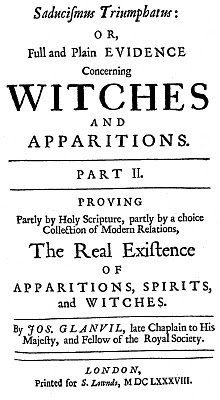 Saducismus Triumphatus:
OR,
Full and Plain EVIDENCE
Concerning
WITCHES
AND
APPARITIONS.
PART II.
PROVING
Partly by Holy Scripture, partly by a choice
Collection of Modern Relations,
The Real Existence
OF
APPARITIONS, SPIRITS,
and WITCHES.
By JOS. GLANVIL, late Chaplain to His
Majesty, and Fellow of the Royal Society.
LONDON,
Printed for S. Lownds, MDCLXXXVIII.